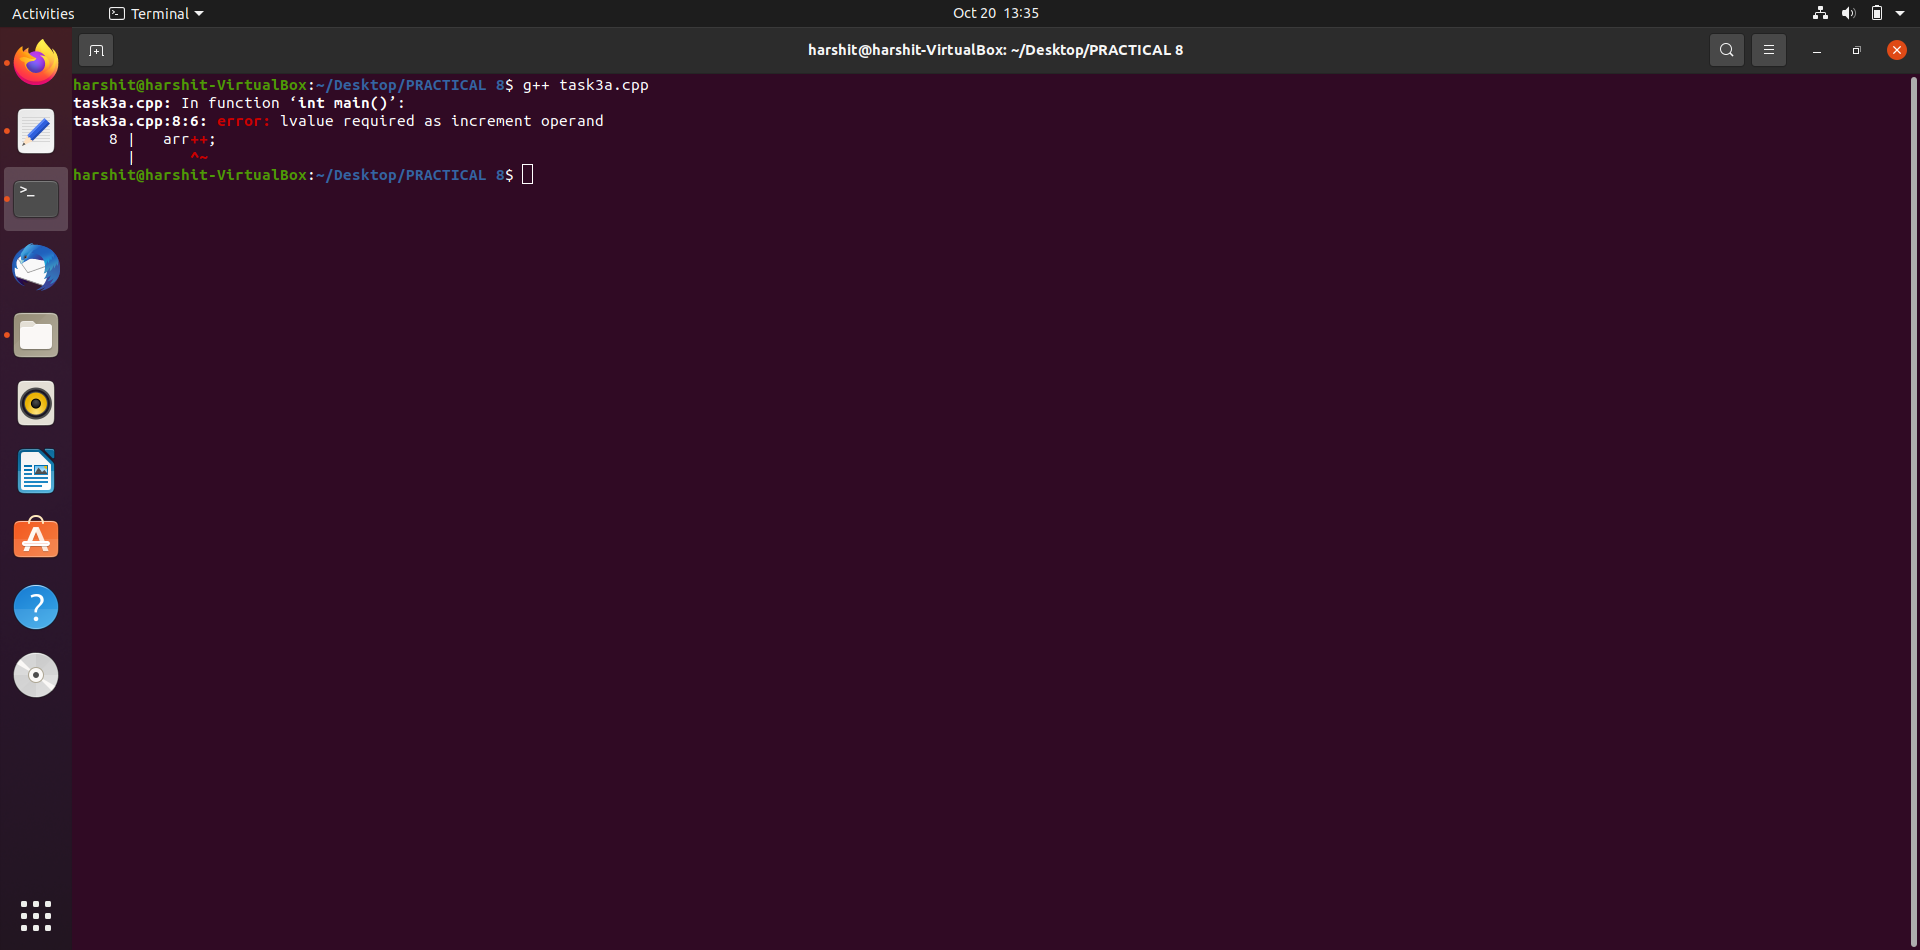 Activities
Terminal
Oct 20 13:35
harshit@harshit-VirtualBox: ~/Desktop/PRACTICAL 8
harshit@harshit-VirtualBox:~/Desktop/PRACTICAL 8$ g++ task3a.cpp
task3a.cpp: In function ‘int main()’:
task3a.cpp:8:6: error: lvalue required as increment operand
    8 |   arr++;
      |      ^~
harshit@harshit-VirtualBox:~/Desktop/PRACTICAL 8$